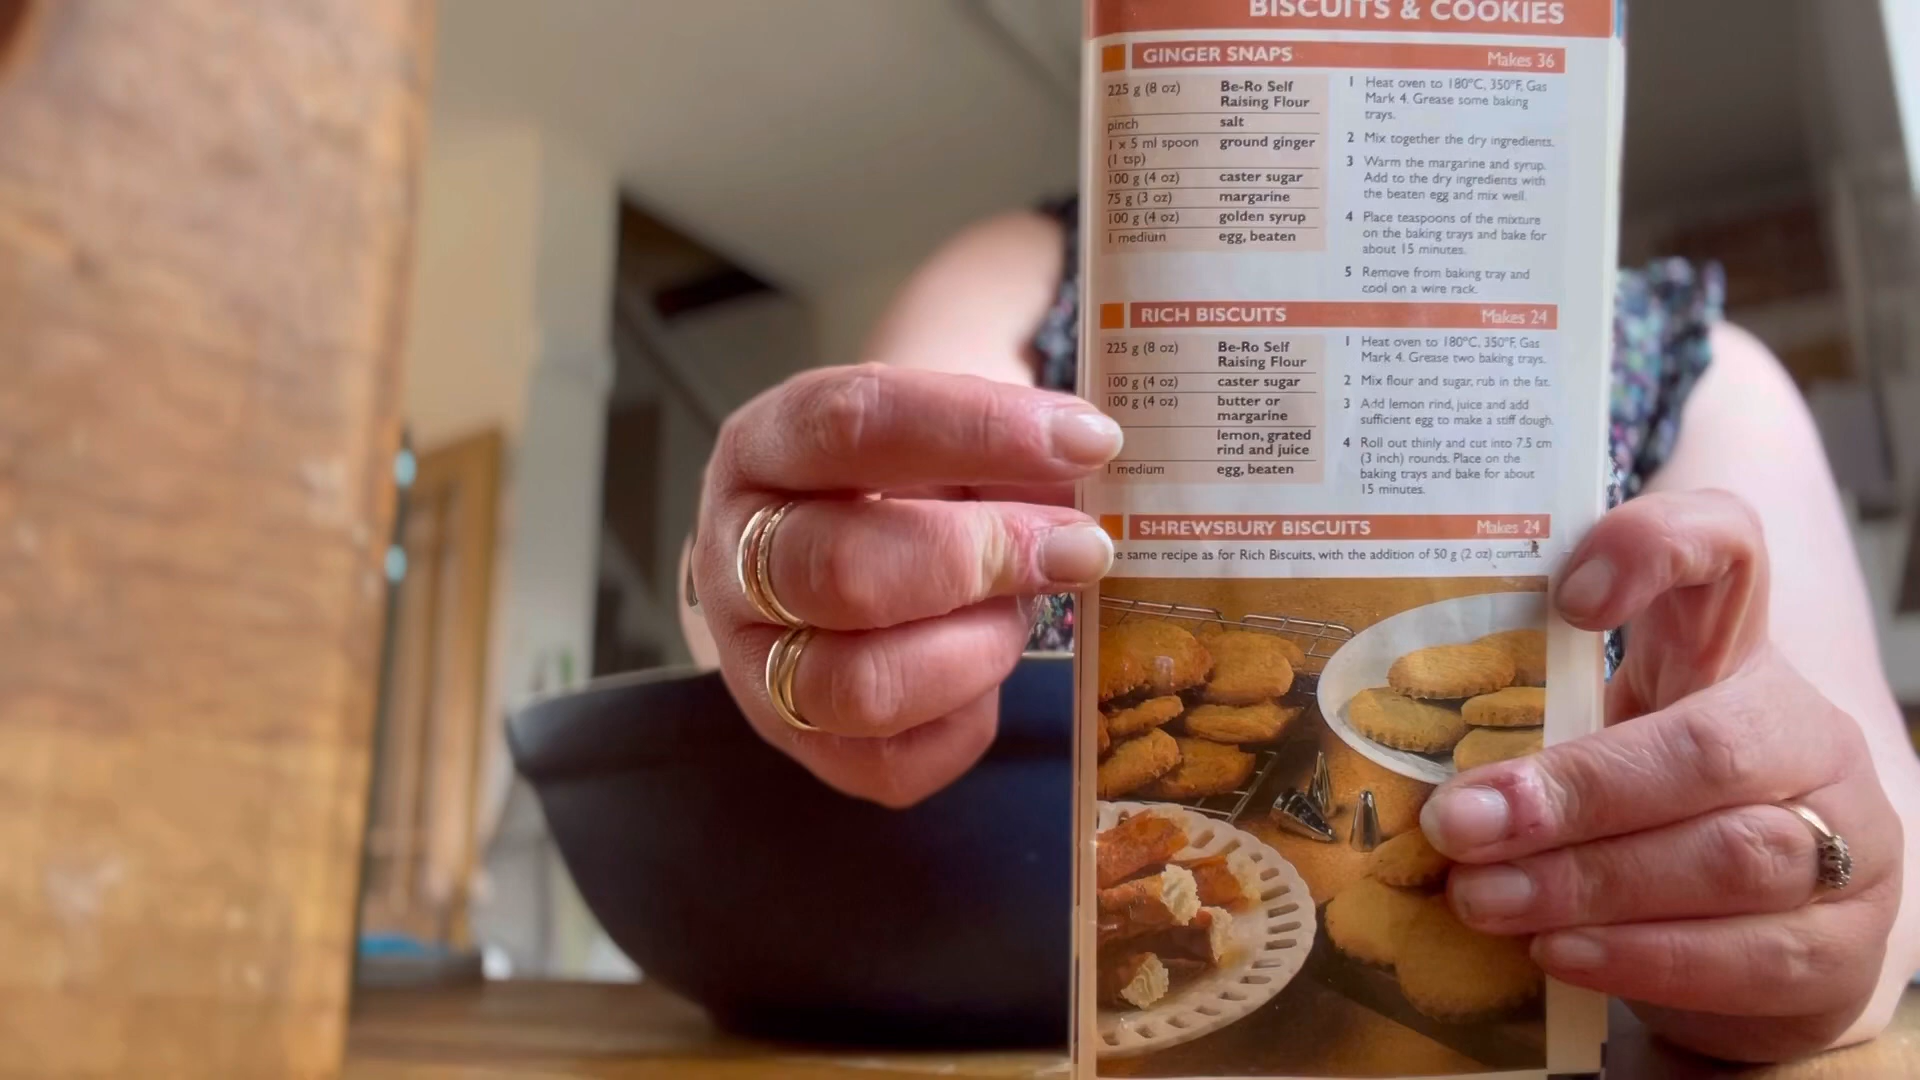 BISCUITS & COOKIES
GINGER SNAPS Makes 36
225 g (8 oz) Be-Ro Self
Raising Flour
pinch salt
1 x 5 ml spoon ground ginger
(1 tsp)
100 g (4 oz) caster sugar
75 g (3 oz) margarine
100 g (4 oz) golden syrup
1 medium egg, beaten
1 Heat oven to 180°C, 350°F, Gas
Mark 4. Grease some baking
trays.
2 Mix together the dry ingredients.
3 Warm the margarine and syrup.
Add to the dry ingredients with
the beaten egg and mix well.
4 Place teaspoons of the mixture
on the baking trays and bake for
about 15 minutes.
5 Remove from baking tray and
cool on a wire rack.
RICH BISCUITS Makes 24
225 g (8 oz) Be-Ro Self
Raising Flour
100 g (4 oz) caster sugar
100 g (4 oz) butter or
margarine
lemon, grated
rind and juice
1 medium egg, beaten
1 Heat oven to 180°C, 350°F, Gas
Mark 4. Grease two baking trays.
2 Mix flour and sugar, rub in the fat.
3 Add lemon rind, juice and add
sufficient egg to make a stiff dough.
4 Roll out thinly and cut into 7.5 cm
(3 inch) rounds. Place on the
baking trays and bake for about
15 minutes.
SHREWSBURY BISCUITS Makes 24
same recipe as for Rich Biscuits, with the addition of 50 g (2 oz) currants.